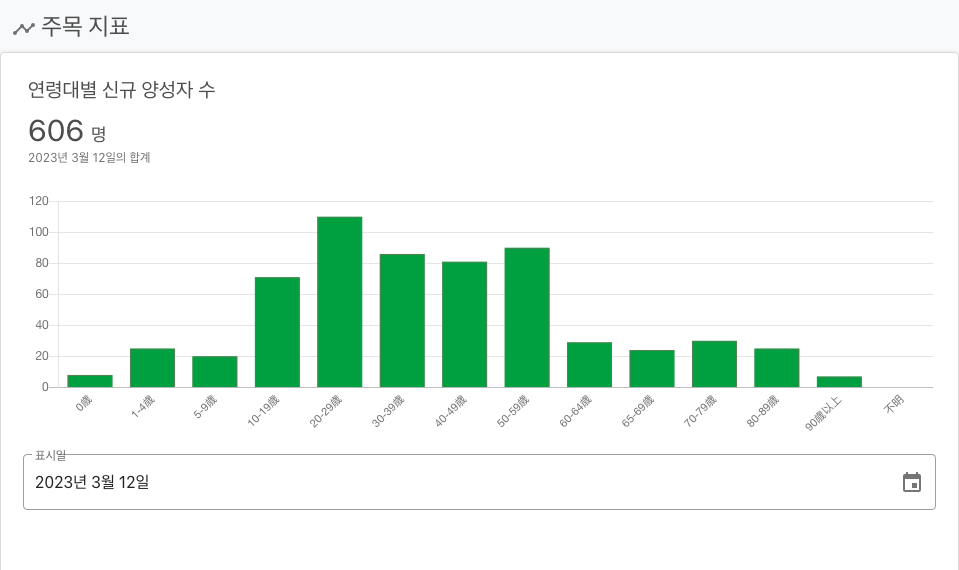 주목 지표
연령대별 신규 양성자 수
606 명
2023년 3월 12일의 합계
120
100
80
60
40
20
0
0歳
1-4歳
5-9歳
10-19歳
20-29歳
30-39歳
40-49歳
50-59歳
60-64歳
65-69歳
70-79歳
80-89歳
90歳以上
不明
표시일
2023년 3월 12일